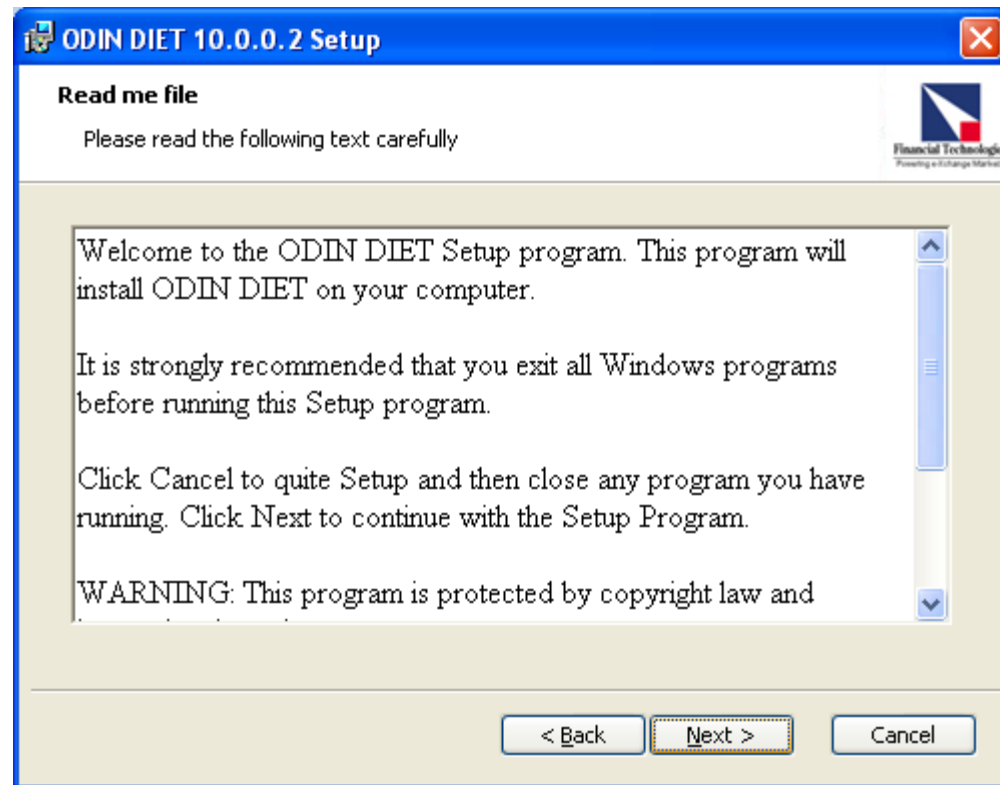 ODIN DIET 10.0.0.2 Setup
Read me file
Please read the following text carefully
Financial Technologie
Powering e-Xchange Market
Welcome to the ODIN DIET Setup program. This program will
install ODIN DIET on your computer.
It is strongly recommended that you exit all Windows programs
before running this Setup program.
Click Cancel to quite Setup and then close any program you have
running. Click Next to continue with the Setup Program.
WARNING: This program is protected by copyright law and
< Back
Next >
Cancel